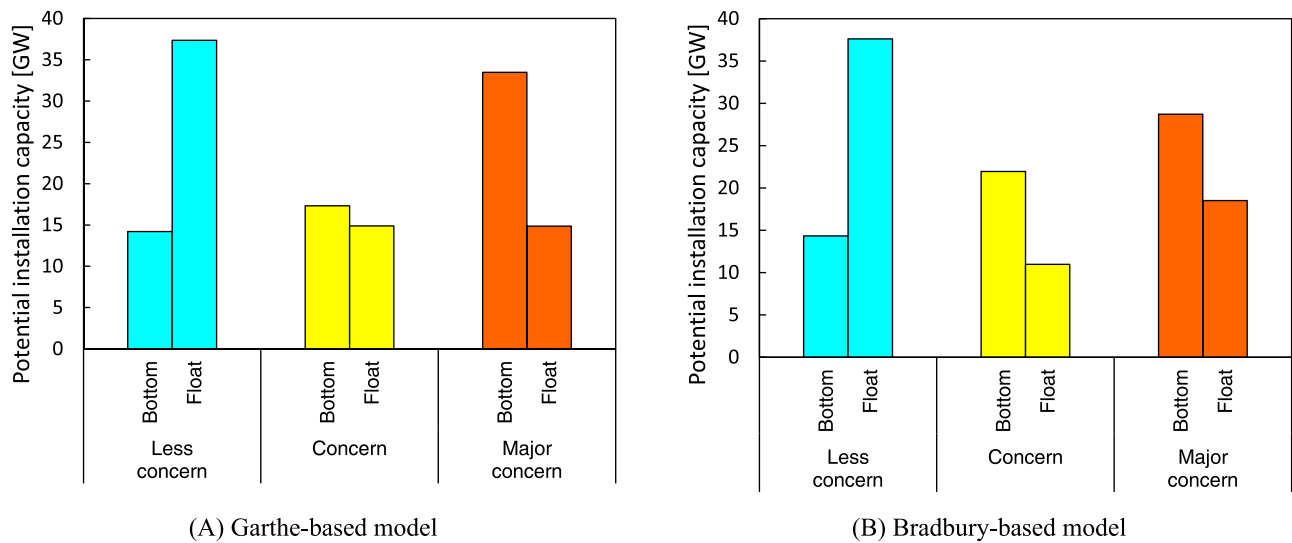 Potential installation capacity [GW]
40
35
30
25
20
15
10
5
0
Bottom
Float
Bottom
Float
Bottom
Float
Less
concern
Concern
Major
concern
(A) Garthe-based model
Potential installation capacity [GW]
40
35
30
25
20
15
10
5
0
Bottom
Float
Bottom
Float
Bottom
Float
Less
concern
Concern
Major
concern
(B) Bradbury-based model